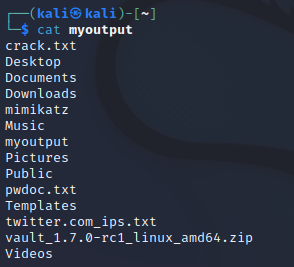 ┌──(kali㉿kali)-[~]
└─$ cat myoutput
crack.txt
Desktop
Documents
Downloads
mimikatz
Music
myoutput
Pictures
Public
pwdoc.txt
Templates
twitter.com_ips.txt
vault_1.7.0-rc1_linux_amd64.zip
Videos